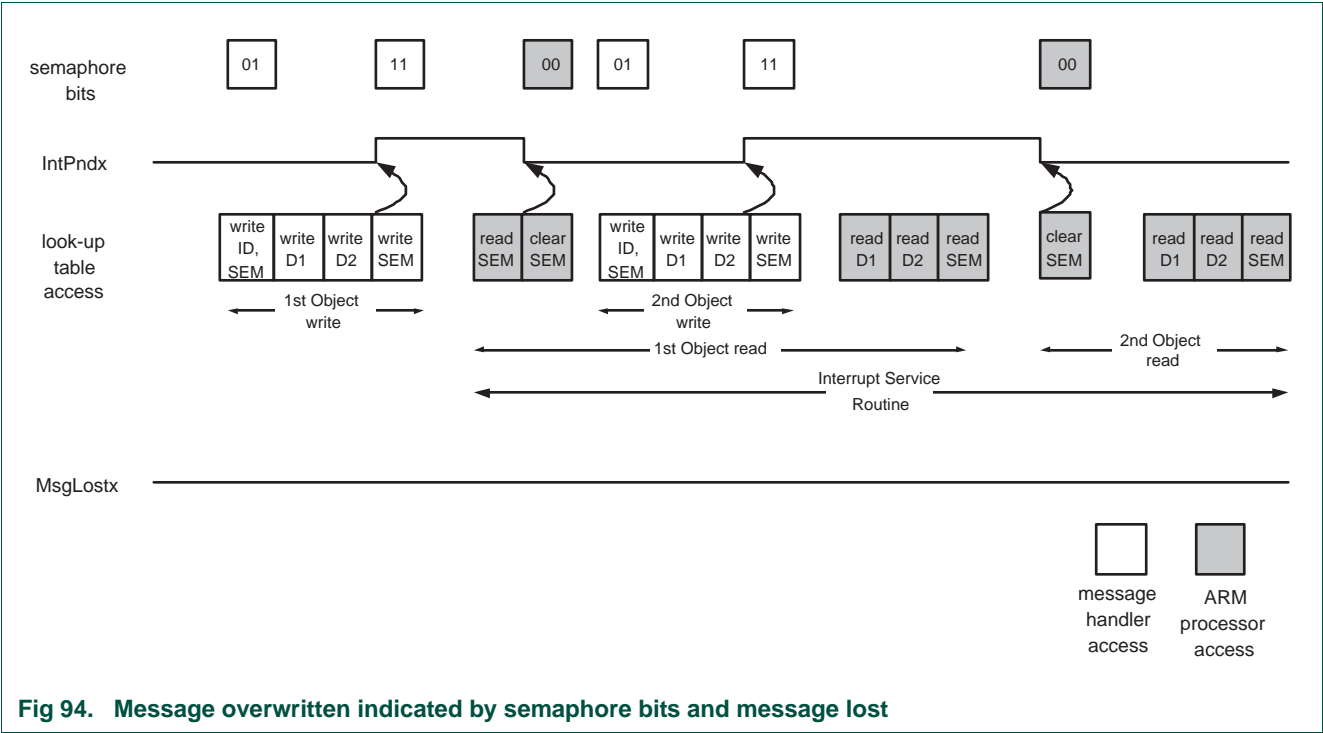 semaphore
bits
01
11
00
01
11
00
IntPndx
look-up
table
access
write
ID,
SEM
write
D1
write
D2
write
SEM
read
SEM
clear
SEM
write
ID,
SEM
write
D1
write
D2
write
SEM
read
D1
read
D2
read
SEM
clear
SEM
read
D1
read
D2
read
SEM
1st Object
write
2nd Object
write
1st Object read
2nd Object
read
Interrupt Service
Routine
MsgLostx
message
handler
access
ARM
processor
access
Fig 94. Message overwritten indicated by semaphore bits and message lost